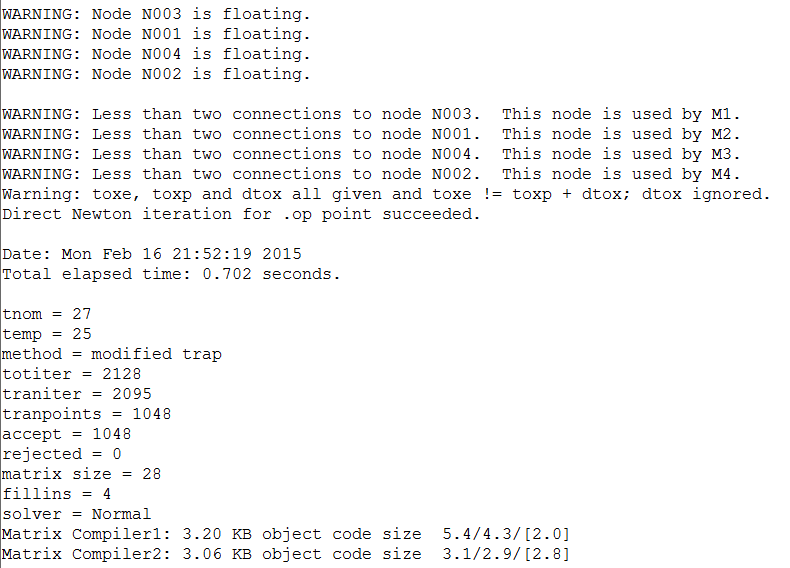 WARNING: Node N003 is floating.
WARNING: Node N001 is floating.
WARNING: Node N004 is floating.
WARNING: Node N002 is floating.
WARNING: Less than two connections to node N003.  This node is used by M1.
WARNING: Less than two connections to node N001.  This node is used by M2.
WARNING: Less than two connections to node N004.  This node is used by M3.
WARNING: Less than two connections to node N002.  This node is used by M4.
Warning: toxe, toxp and dtox all given and toxe != toxp + dtox; dtox ignored.
Direct Newton iteration for .op point succeeded.
Date: Mon Feb 16 21:52:19 2015
Total elapsed time: 0.702 seconds.
tnom = 27
temp = 25
method = modified trap
totiter = 2128
traniter = 2095
tranpoints = 1048
accept = 1048
rejected = 0
matrix size = 28
fillins = 4
solver = Normal
Matrix Compiler1: 3.20 KB object code size  5.4/4.3/[2.0]
Matrix Compiler2: 3.06 KB object code size  3.1/2.9/[2.8]